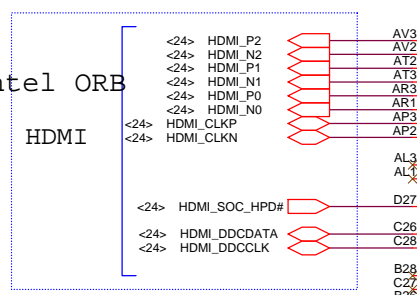 <24> HDMI_P2 AV3
<24> HDMI_N2 AV2
<24> HDMI_P1 AT2
<24> HDMI_N1 AT3
<24> HDMI_P0 AR3
<24> HDMI_N0 AR1
<24> HDMI_CLKP AP3
<24> HDMI_CLKN AP2
ntel ORB
HDMI
AL3
AL1
<24> HDMI_SOC_HPD# D27
<24> HDMI_DDCDATA C26
<24> HDMI_DDCCLK C28
B28
C27